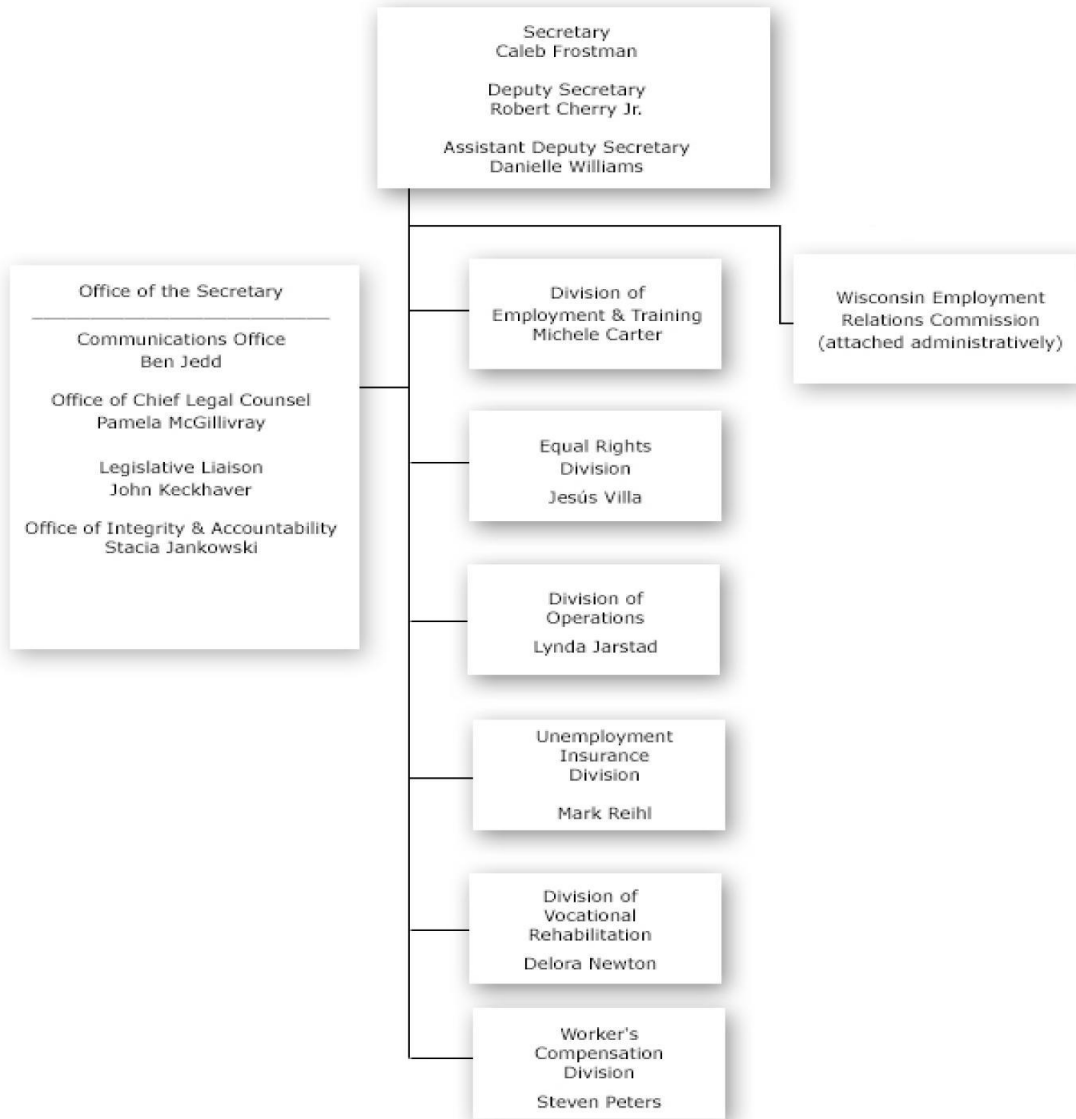 Secretary
Caleb Frostman
Deputy Secretary
Robert Cherry Jr.
Assistant Deputy Secretary
Danielle Williams
Office of the Secretary
Communications Office
Ben Jedd
Office of Chief Legal Counsel
Pamela McGillivray
Legislative Liaison
John Keckhaver
Office of Integrity & Accountability
Stacia Jankowski
Division of
Employment & Training
Michele Carter
Wisconsin Employment
Relations Commission
(attached administratively)
Equal Rights
Division
Jesús Villa
Division of
Operations
Lynda Jarstad
Unemployment
Insurance
Division
Mark Reihl
Division of
Vocational
Rehabilitation
Delora Newton
Worker's
Compensation
Division
Steven Peters